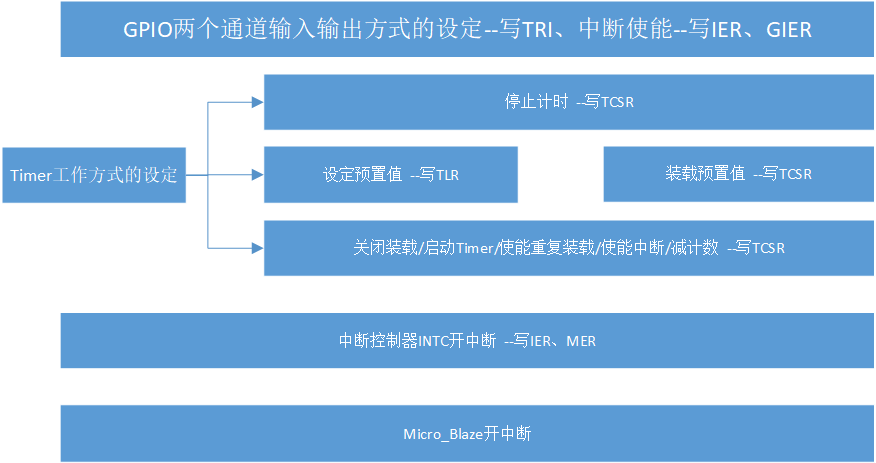 GPIO两个通道输入输出方式的设定--写TRI、中断使能--写IER、GIER
停止计时 --写TCSR
Timer工作方式的设定
设定预置值 --写TLR
装载预置值 --写TCSR
关闭装载/启动Timer/使能重复装载/使能中断/减计数 --写TCSR
中断控制器INTC开中断 --写IER、MER
Micro_Blaze开中断